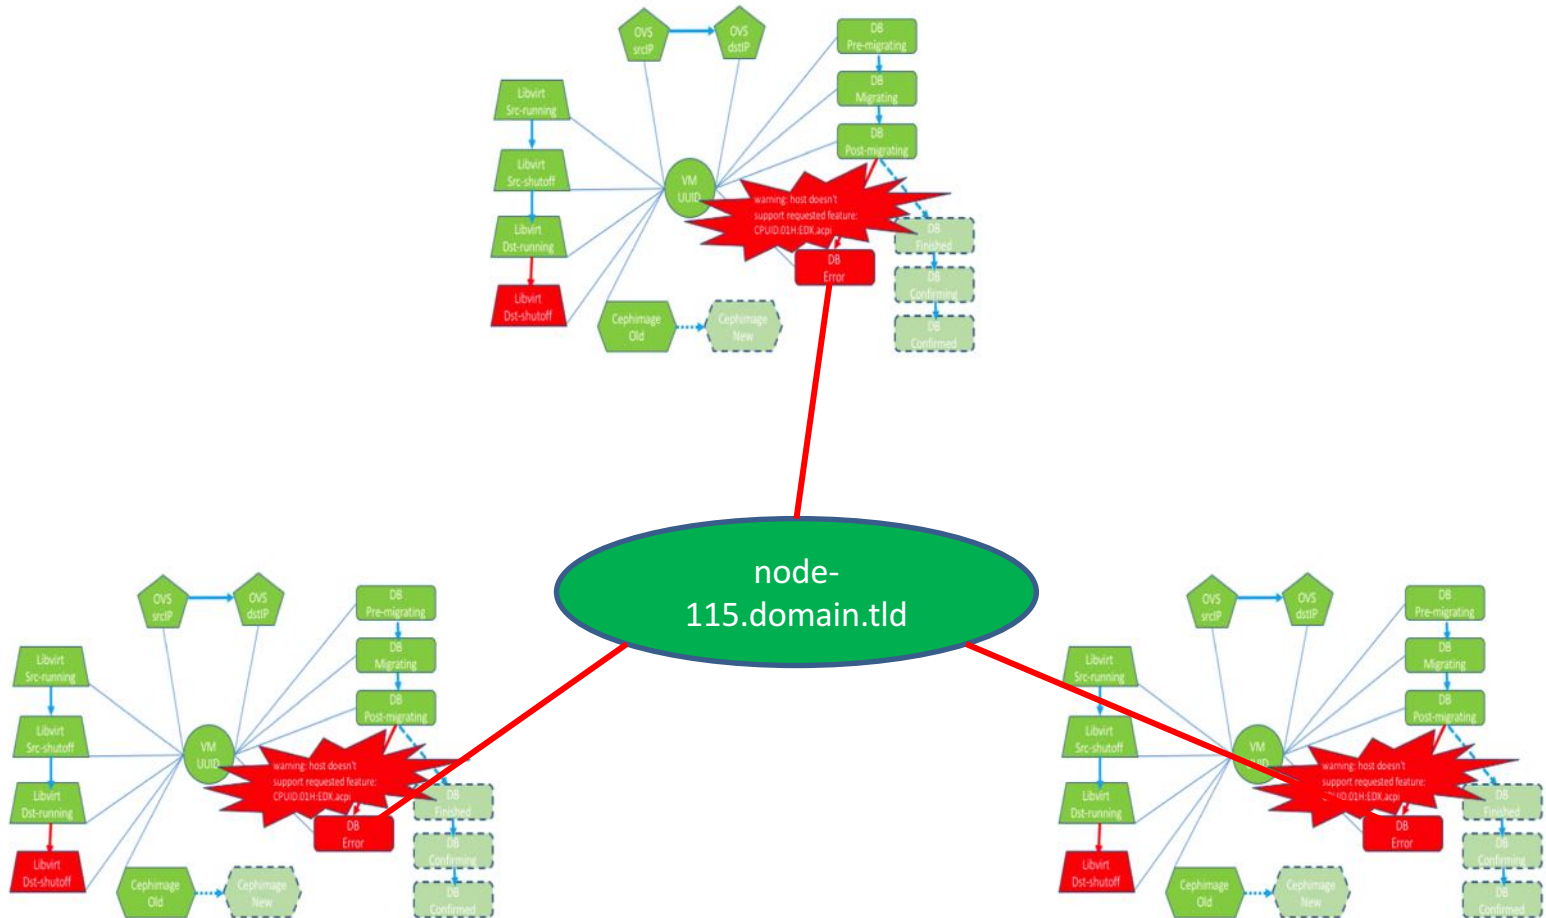 OVS
srcIP
OVS
dstIP
DB
Pre-migrating
DB
Migrating
DB
Post-migrating
Libvirt
Src-running
Libvirt
Src-shutoff
Libvirt
Dst-running
Libvirt
Dst-shutoff
VM
UUID
warning: host doesn't
support requested feature:
CPUID.01H:EDX.acpi
DB
Error
DB
Finished
DB
Confirming
DB
Confirmed
Cephimage
Old
Cephimage
New
node-
115.domain.tld
OVS
srcIP
OVS
dstIP
DB
Pre-migrating
DB
Migrating
DB
Post-migrating
Libvirt
Src-running
Libvirt
Src-shutoff
Libvirt
Dst-running
Libvirt
Dst-shutoff
VM
UUID
warning: host doesn't
support requested feature:
CPUID.01H:EDX.acpi
DB
Error
DB
Finished
DB
Confirming
DB
Confirmed
Cephimage
Old
Cephimage
New
OVS
srcIP
OVS
dstIP
DB
Pre-migrating
DB
Migrating
DB
Post-migrating
Libvirt
Src-running
Libvirt
Src-shutoff
Libvirt
Dst-running
Libvirt
Dst-shutoff
VM
UUID
warning: host doesn't
support requested feature:
CPUID.01H:EDX.acpi
DB
Error
DB
Finished
DB
Confirming
DB
Confirmed
Cephimage
Old
Cephimage
New